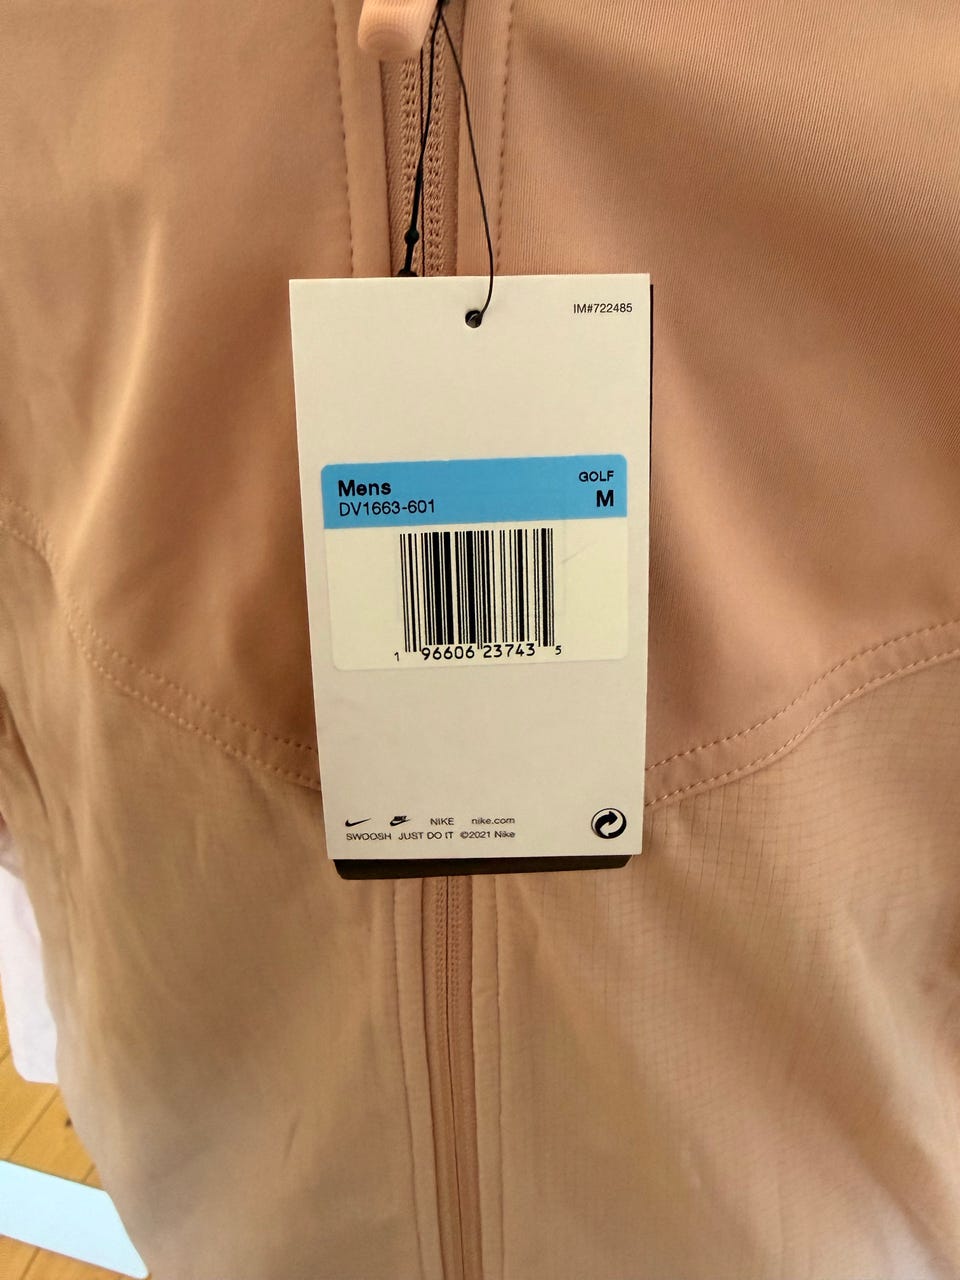 IM#722485
Mens
GOLF
DV1663-601
M
1 96606 23743 5
NIKE nike.com
SWOOSH JUST DO IT ©2021 Nike